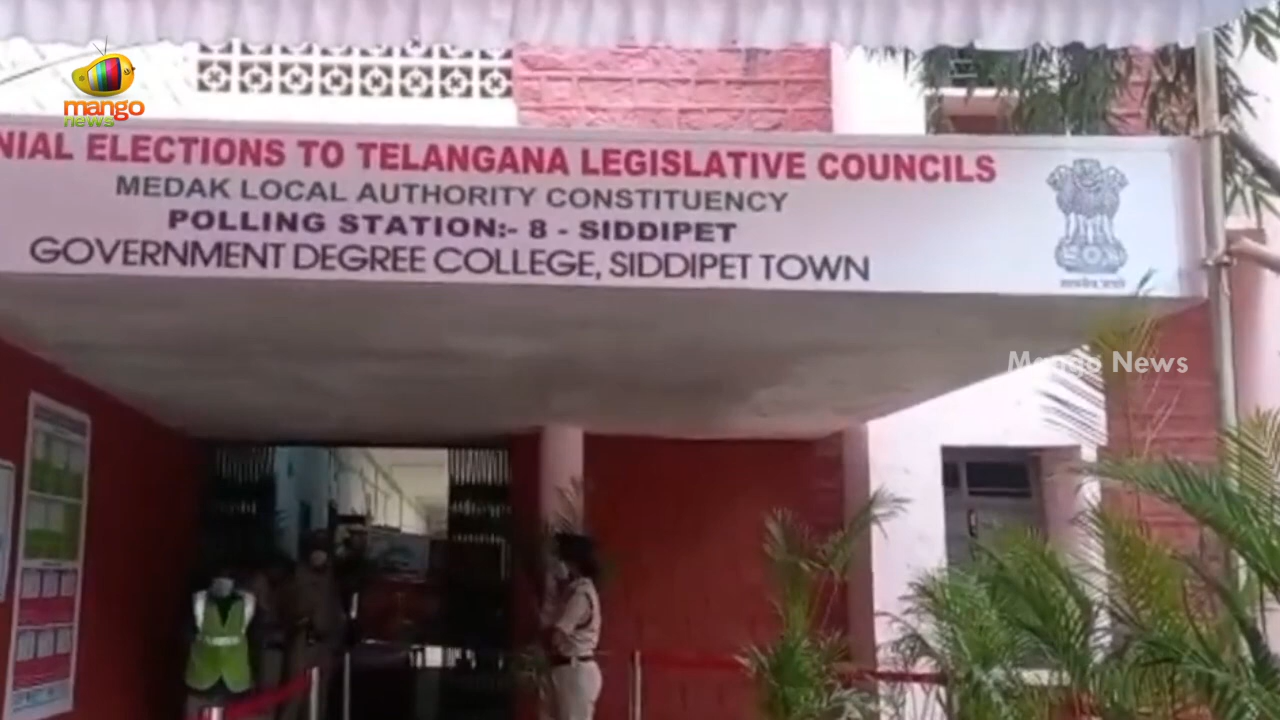 mango
news
NIAL ELECTIONS TO TELANGANA LEGISLATIVE COUNCILS
MEDAK LOCAL AUTHORITY CONSTITUENCY
POLLING STATION:- 8 - SIDDIPET
GOVERNMENT DEGREE COLLEGE, SIDDIPET TOWN
Mango News